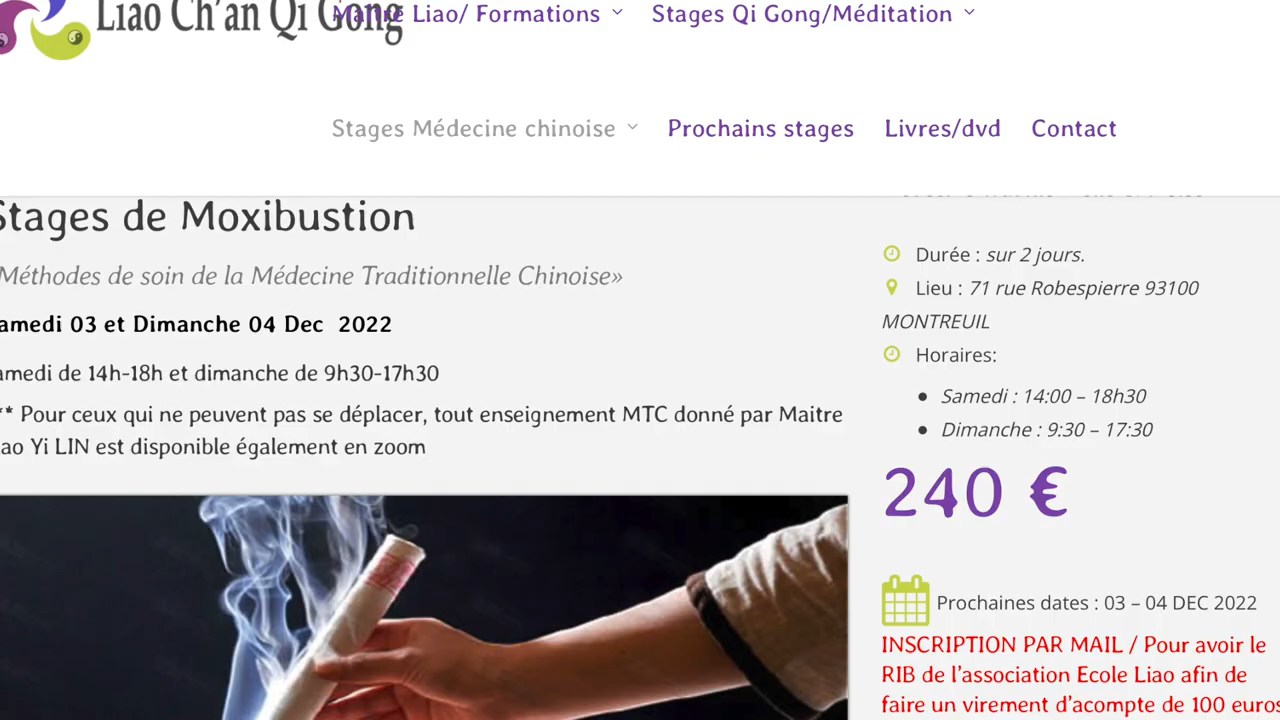 Liao Ch'an Qi Gong
Maître Liao/ Formations
Stages Qi Gong/Méditation
Stages Médecine chinoise
Prochains stages
Livres/dvd
Contact
Stages de Moxibustion
Méthodes de soin de la Médecine Traditionnelle Chinoise»
amedi 03 et Dimanche 04 Dec 2022
amedi de 14h-18h et dimanche de 9h30-17h30
** Pour ceux qui ne peuvent pas se déplacer, tout enseignement MTC donné par Maitre
iao Yi LIN est disponible également en zoom
Durée : sur 2 jours.
Lieu : 71 rue Robespierre 93100
MONTREUIL
Horaires:
• Samedi : 14:00 – 18h30
• Dimanche : 9:30 – 17:30
240 €
Prochaines dates : 03 – 04 DEC 2022
INSCRIPTION PAR MAIL / Pour avoir le
RIB de l'association Ecole Liao afin de
faire un virement d'acompte de 100 euros